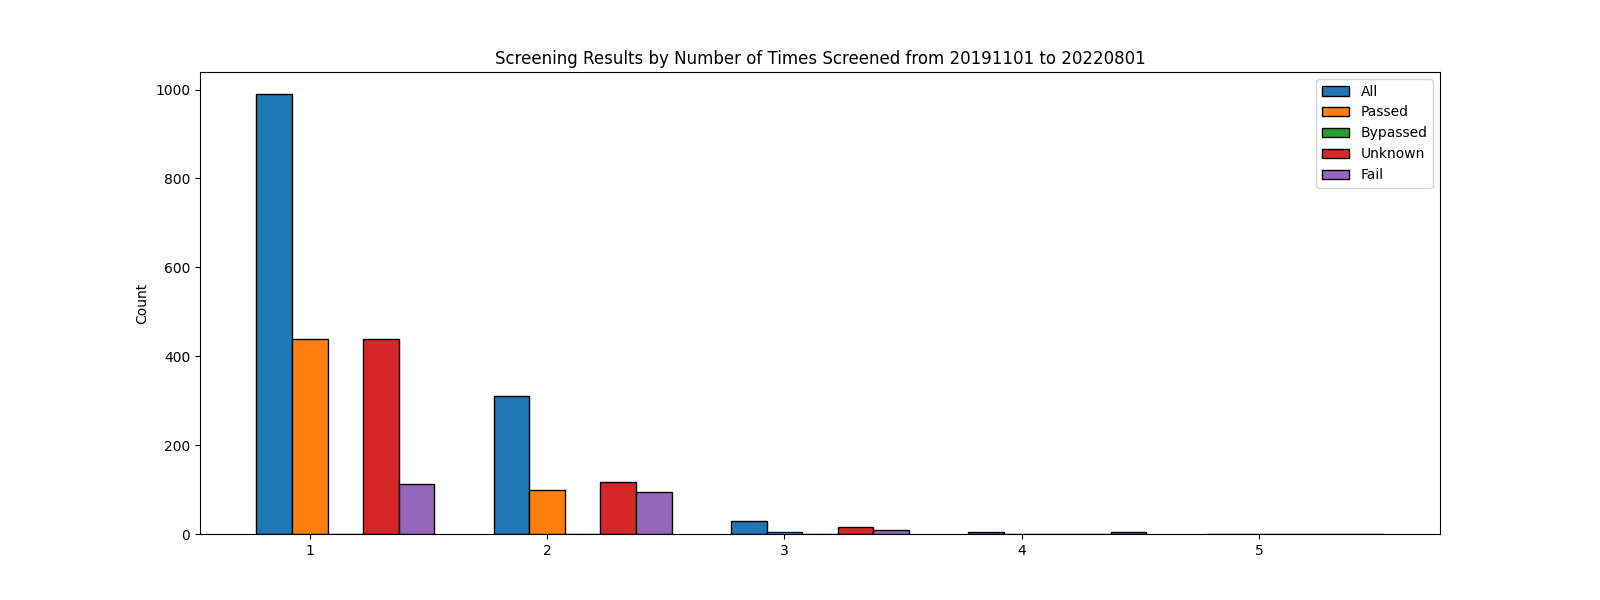 Screening Results by Number of Times Screened from 20191101 to 20220801
Count
1000
800
600
400
200
0
1
2
3
4
5
All
Passed
Bypassed
Unknown
Fail